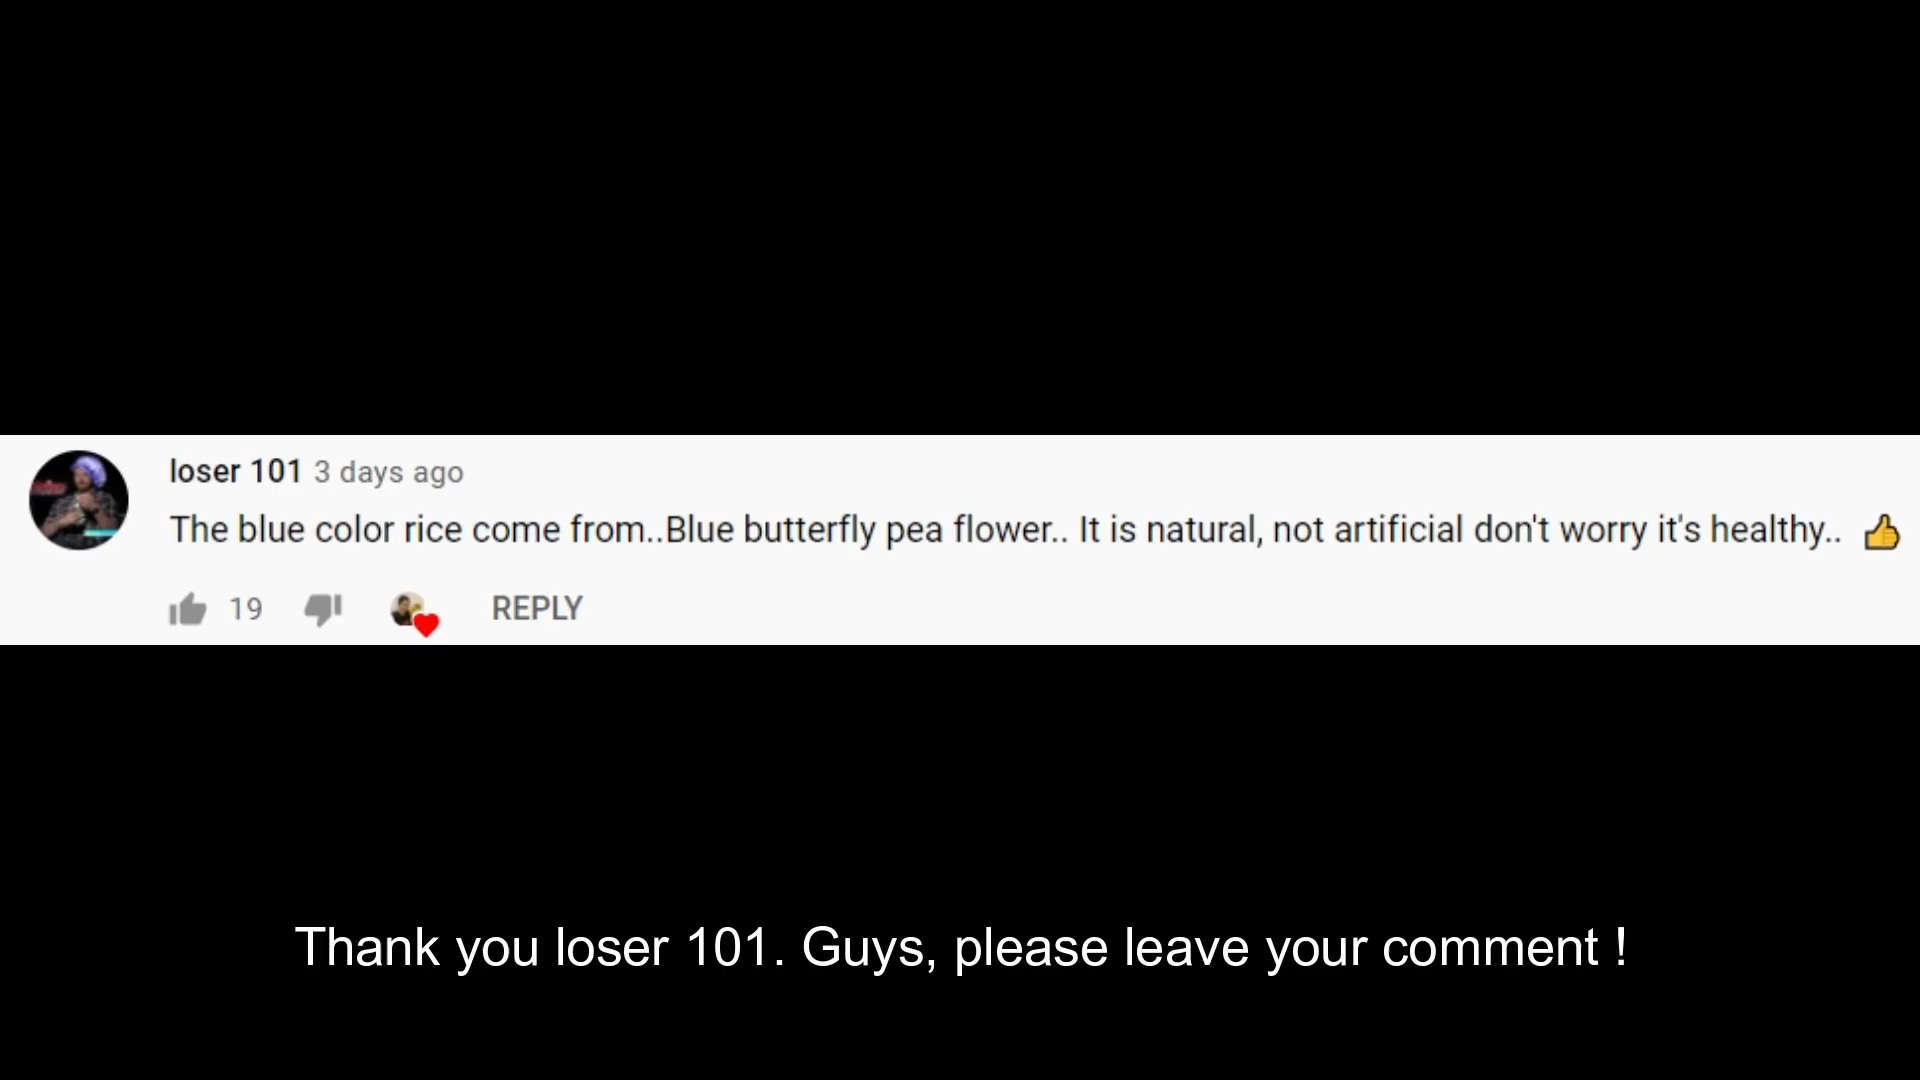 loser 101 3 days ago
The blue color rice come from..Blue butterfly pea flower.. It is natural, not artificial don't worry it's healthy.. 👍
19 REPLY
Thank you loser 101. Guys, please leave your comment !